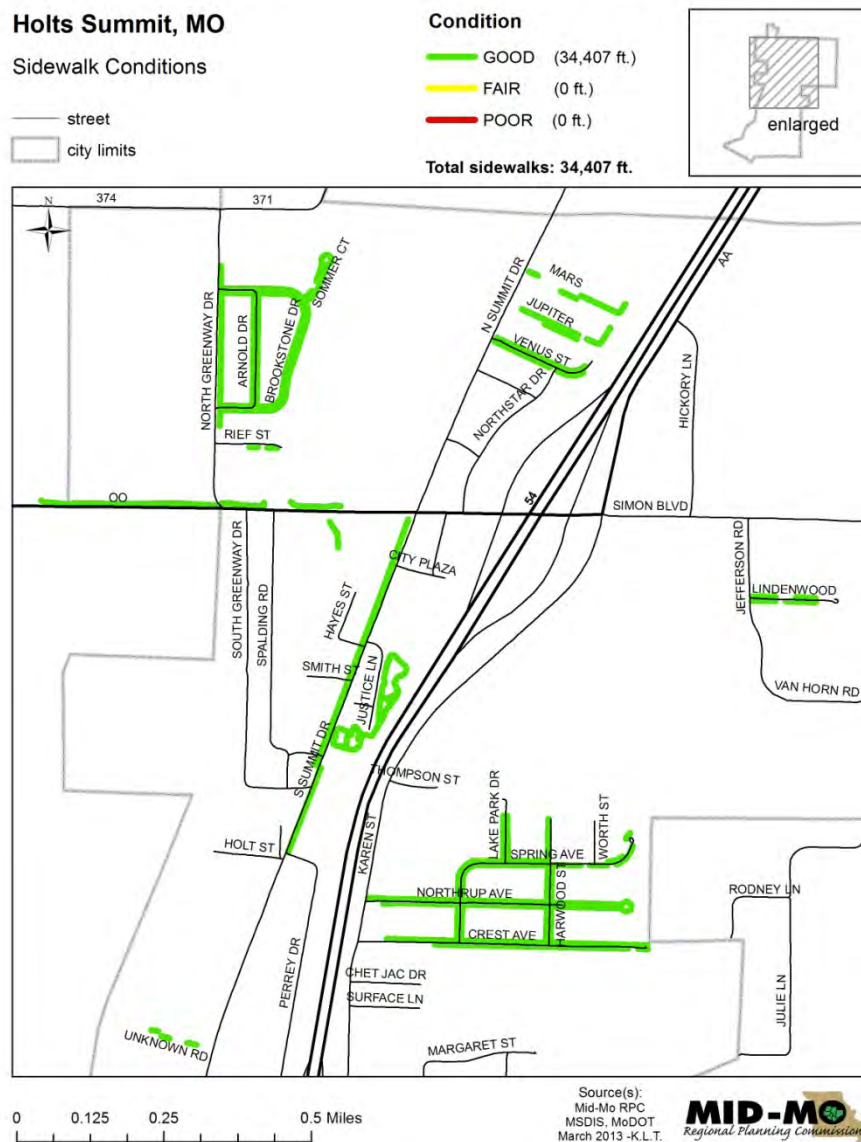 Holts Summit, MO
Sidewalk Conditions
street
city limits
Condition
GOOD (34,407 ft.)
FAIR (0 ft.)
POOR (0 ft.)
Total sidewalks: 34,407 ft.
enlarged
374
371
N
SOMMER CT
NORTH GREENWAY DR
ARNOLD DR
BROOKSTONE DR
RIEF ST
N SUMMIT DR
MARS
JUPITER
VENUS ST
NORTHSTAR DR
AA
HICKORY LN
OO
54
SIMON BLVD
SOUTH GREENWAY DR
SPALDING RD
CITY PLAZA
HAYES ST
SMITH ST
JUSTICE LN
S SUMMIT DR
JEFFERSON RD
LINDENWOOD
VAN HORN RD
THOMPSON ST
HOLT ST
KAREN ST
LAKE PARK DR
WORTH ST
SPRING AVE
NORTHRUP AVE
HARWOOD ST
CREST AVE
RODNEY LN
PERREY DR
CHET JAC DR
SURFACE LN
JULIE LN
UNKNOWN RD
MARGARET ST
0 0.125 0.25 0.5 Miles
Source(s):
Mid-Mo RPC
MSDIS, MoDOT
March 2013 -K.L.T.
MID-MO
Regional Planning Commission